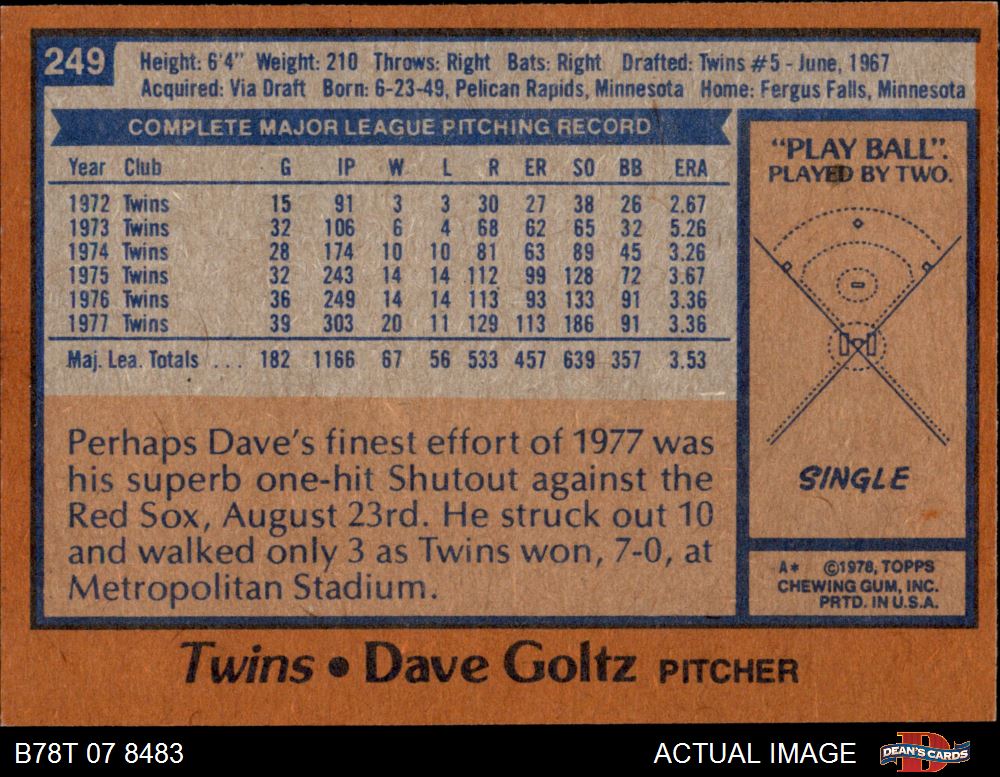 249
Height: 6'4" Weight: 210 Throws: Right Bats: Right Drafted: Twins #5 - June, 1967
Acquired: Via Draft Born: 6-23-49, Pelican Rapids, Minnesota Home: Fergus Falls, Minnesota
COMPLETE MAJOR LEAGUE PITCHING RECORD
Year Club G IP W L R ER SO BB ERA
1972 Twins 15 91 3 3 30 27 38 26 2.67
1973 Twins 32 106 6 4 68 62 65 32 5.26
1974 Twins 28 174 10 10 81 63 89 45 3.26
1975 Twins 32 243 14 14 112 99 128 72 3.67
1976 Twins 36 249 14 14 113 93 133 91 3.36
1977 Twins 39 303 20 11 129 113 186 91 3.36
Maj. Lea. Totals ... 182 1166 67 56 533 457 639 357 3.53
Perhaps Dave's finest effort of 1977 was
his superb one-hit Shutout against the
Red Sox, August 23rd. He struck out 10
and walked only 3 as Twins won, 7-0, at
Metropolitan Stadium.
"PLAY BALL".
PLAYED BY TWO.
SINGLE
A* ©1978, TOPPS
CHEWING GUM, INC.
PRTD. IN U.S.A.
Twins • Dave Goltz PITCHER
B78T 07 8483 ACTUAL IMAGE
DEAN'S CARDS